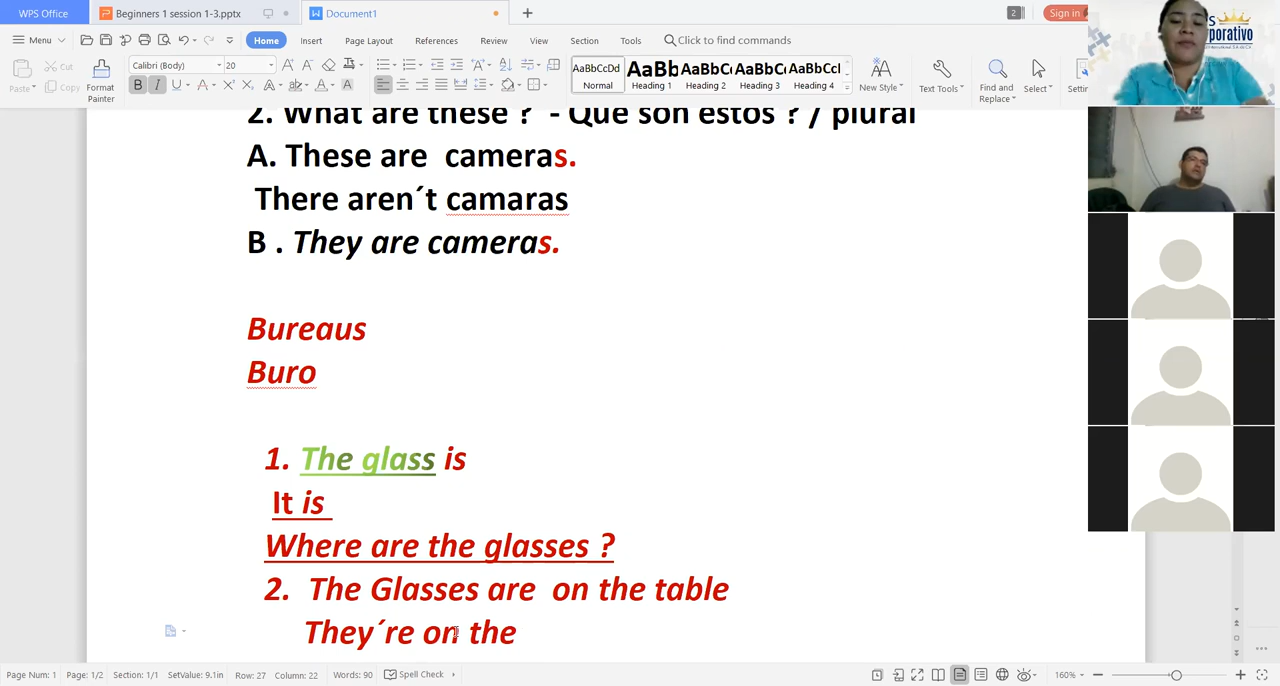 WPS Office
Beginners 1 session 1-3.pptx
Document1
2
Sign in
Menu
Home
Insert
Page Layout
References
Review
View
Section
Tools
Click to find commands
Paste
Cut
Copy
Format Painter
Calibri (Body)
20
AaBbCcDd
Normal
AaBb
Heading 1
AaBbC
Heading 2
AaBbC
Heading 3
AaBbCcl
Heading 4
New Style
Text Tools
Find and Replace
Select
Settin
orporativo
2. What are these ? - Que son estos ? / plural
A. These are cameras.
There aren´t camaras
B . They are cameras.
Bureaus
Buro
1. The glass is
It is
Where are the glasses ?
2. The Glasses are on the table
They´re on the
Page Num: 1
Page: 1/2
Section: 1/1
SetValue: 9.1in
Row: 27
Column: 22
Words: 90
Spell Check
160%